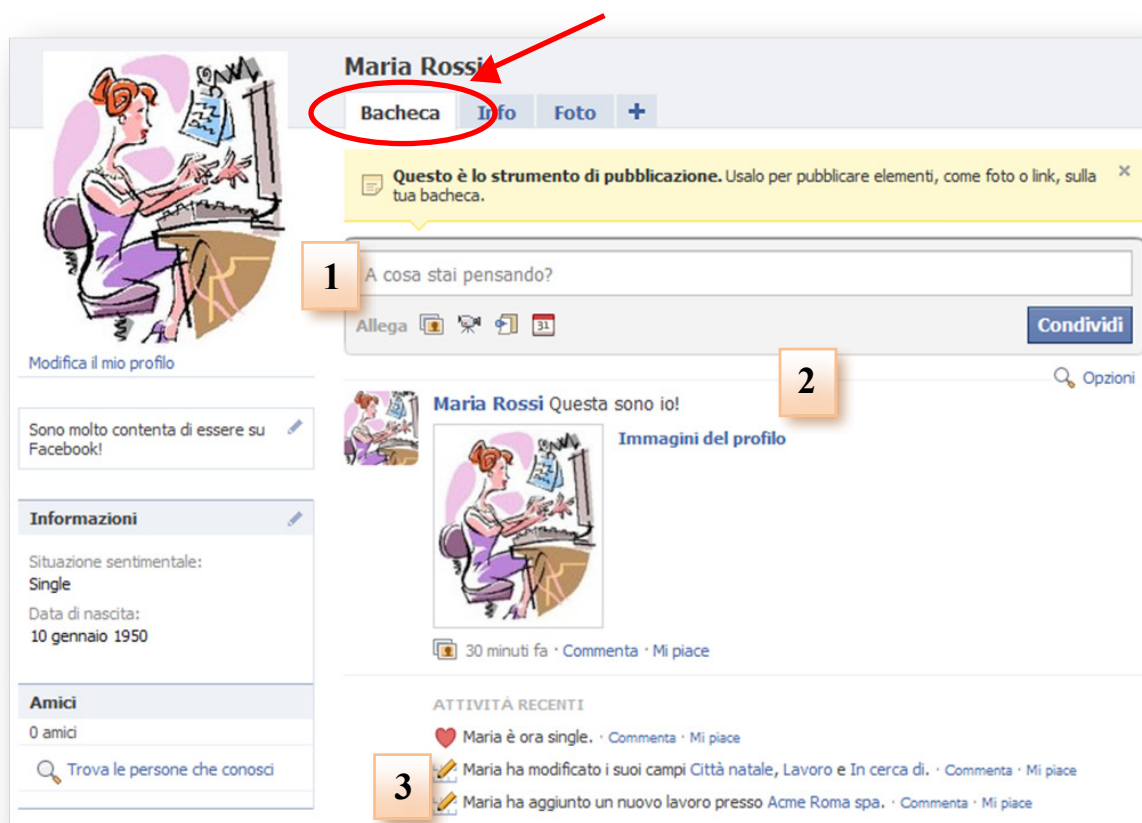 Maria Rossi
Bacheca Info Foto +
Questo è lo strumento di pubblicazione. Usalo per pubblicare elementi, come foto o link, sulla
tua bacheca.
1
A cosa stai pensando?
Allega 31 Condividi
Modifica il mio profilo
2
Opzioni
Sono molto contenta di essere su
Facebook!
Maria Rossi Questa sono io!
Immagini del profilo
Informazioni
Situazione sentimentale:
Single
Data di nascita:
10 gennaio 1950
30 minuti fa · Commenta · Mi piace
Amici
0 amici
Trova le persone che conosci
ATTIVITÀ RECENTI
Maria è ora single. · Commenta · Mi piace
3
Maria ha modificato i suoi campi Città natale, Lavoro e In cerca di. · Commenta · Mi piace
Maria ha aggiunto un nuovo lavoro presso Acme Roma spa. · Commenta · Mi piace